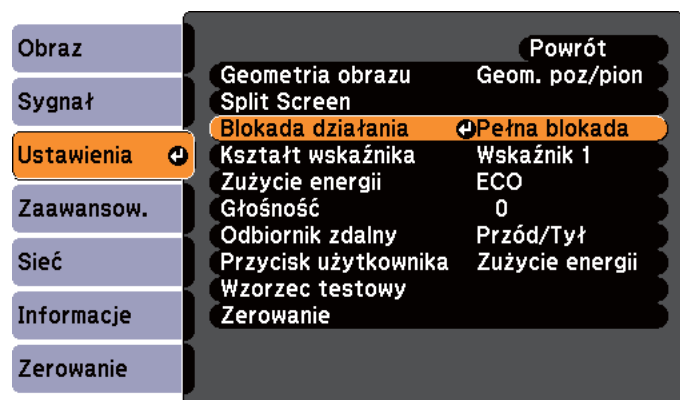 Obraz
Sygnał
Ustawienia
Zaawansow.
Sieć
Informacje
Zerowanie
Powrót
Geometria obrazu Geom. poz/pion
Split Screen
Blokada działania Pełna blokada
Kształt wskaźnika Wskaźnik 1
Zużycie energii ECO
Głośność 0
Odbiornik zdalny Przód/Tył
Przycisk użytkownika Zużycie energii
Wzorzec testowy
Zerowanie